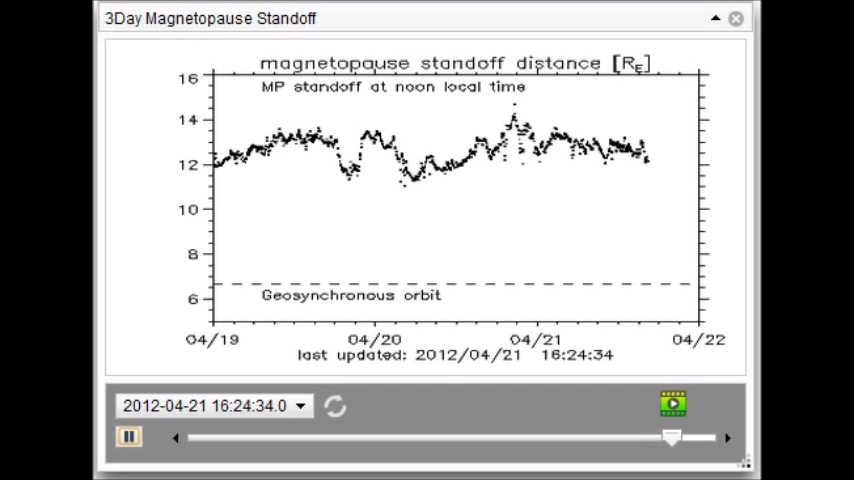 3Day Magnetopause Standoff
magnetopause standoff distance [RE]
16
MP standoff at noon local time
14
12
10
8
Geosynchronous orbit
6
04/19 04/20 04/21 04/22
last updated: 2012/04/21 16:24:34
2012-04-21 16:24:34.0